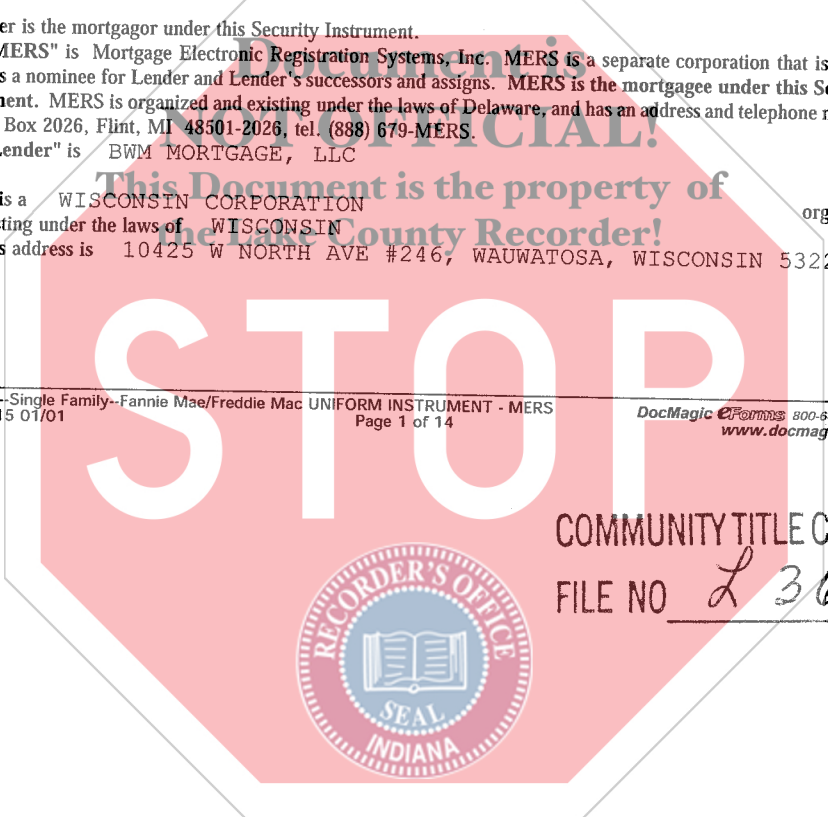 er is the mortgagor under this Security Instrument.
MERS" is Mortgage Electronic Registration Systems, Inc. MERS is a separate corporation that is
s a nominee for Lender and Lender's successors and assigns. MERS is the mortgagee under this Se
ment. MERS is organized and existing under the laws of Delaware, and has an address and telephone n
Box 2026, Flint, MI 48501-2026, tel. (888) 679-MERS.
Lender" is BWM MORTGAGE, LLC
is a WISCONSIN CORPORATION
org
ting under the laws of WISCONSIN
s address is 10425 W NORTH AVE #246, WAUWATOSA, WISCONSIN 5322
Document is
NOT OFFICIAL!
This Document is the property of
the Lake County Recorder!
STOP
--Single Family--Fannie Mae/Freddie Mac UNIFORM INSTRUMENT - MERS
15 01/01
Page 1 of 14
DocMagic eForms 800-6
www.docmag
COMMUNITY TITLE C
FILE NO L 36
RECORDER'S OFFICE
SEAL
INDIANA